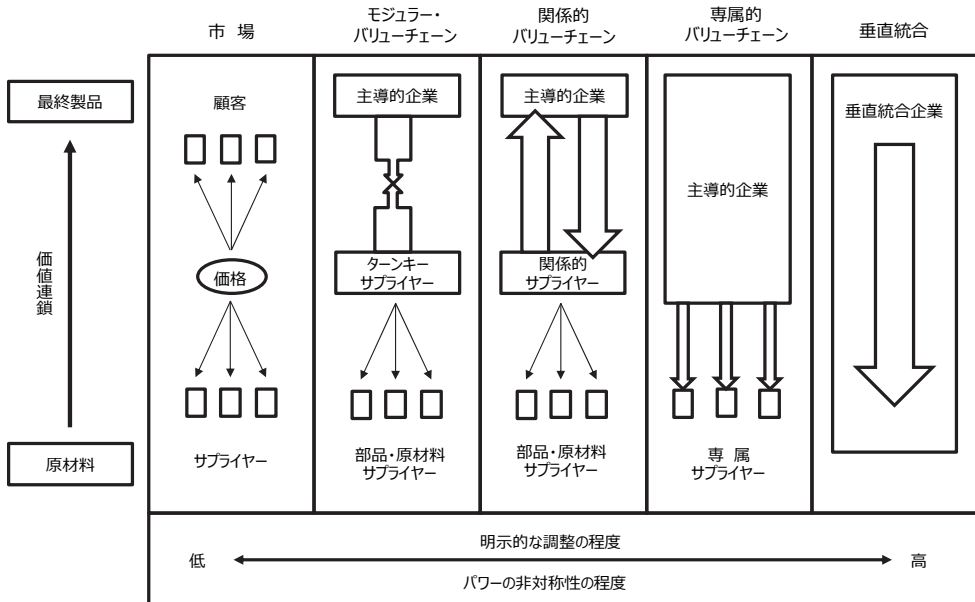 市 場
モジュラー・
バリューチェーン
関係的
バリューチェーン
専属的
バリューチェーン
垂直統合
最終製品
価値連鎖
原材料
顧客
価格
サプライヤー
主導的企業
ターンキー
サプライヤー
部品・原材料
サプライヤー
主導的企業
関係的
サプライヤー
部品・原材料
サプライヤー
主導的企業
専 属
サプライヤー
垂直統合企業
低
明示的な調整の程度
高
パワーの非対称性の程度